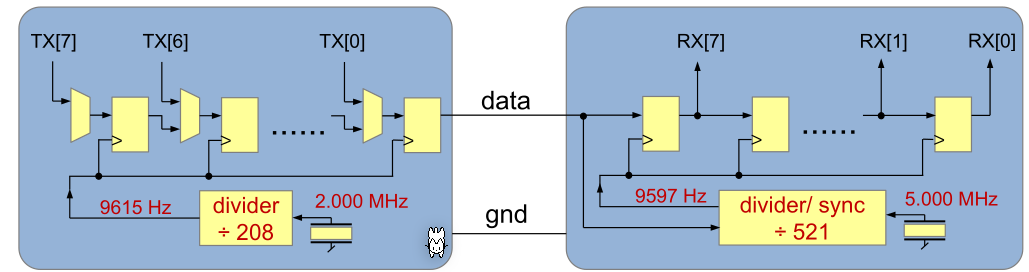 TX[7]
TX[6]
TX[0]
RX[7]
RX[1]
RX[0]
data
......
......
9615 Hz
divider
÷ 208
2.000 MHz
gnd
9597 Hz
divider/ sync
÷ 521
5.000 MHz